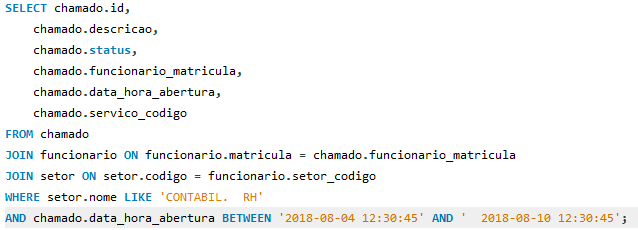 SELECT chamado.id,
chamado.descricao,
chamado.status,
chamado.funcionario_matricula,
chamado.data_hora_abertura,
chamado.servico_codigo
FROM chamado
JOIN funcionario ON funcionario.matricula = chamado.funcionario_matricula
JOIN setor ON setor.codigo = funcionario.setor_codigo
WHERE setor.nome LIKE 'CONTABIL.  RH'
AND chamado.data_hora_abertura BETWEEN '2018-08-04 12:30:45' AND '  2018-08-10 12:30:45';